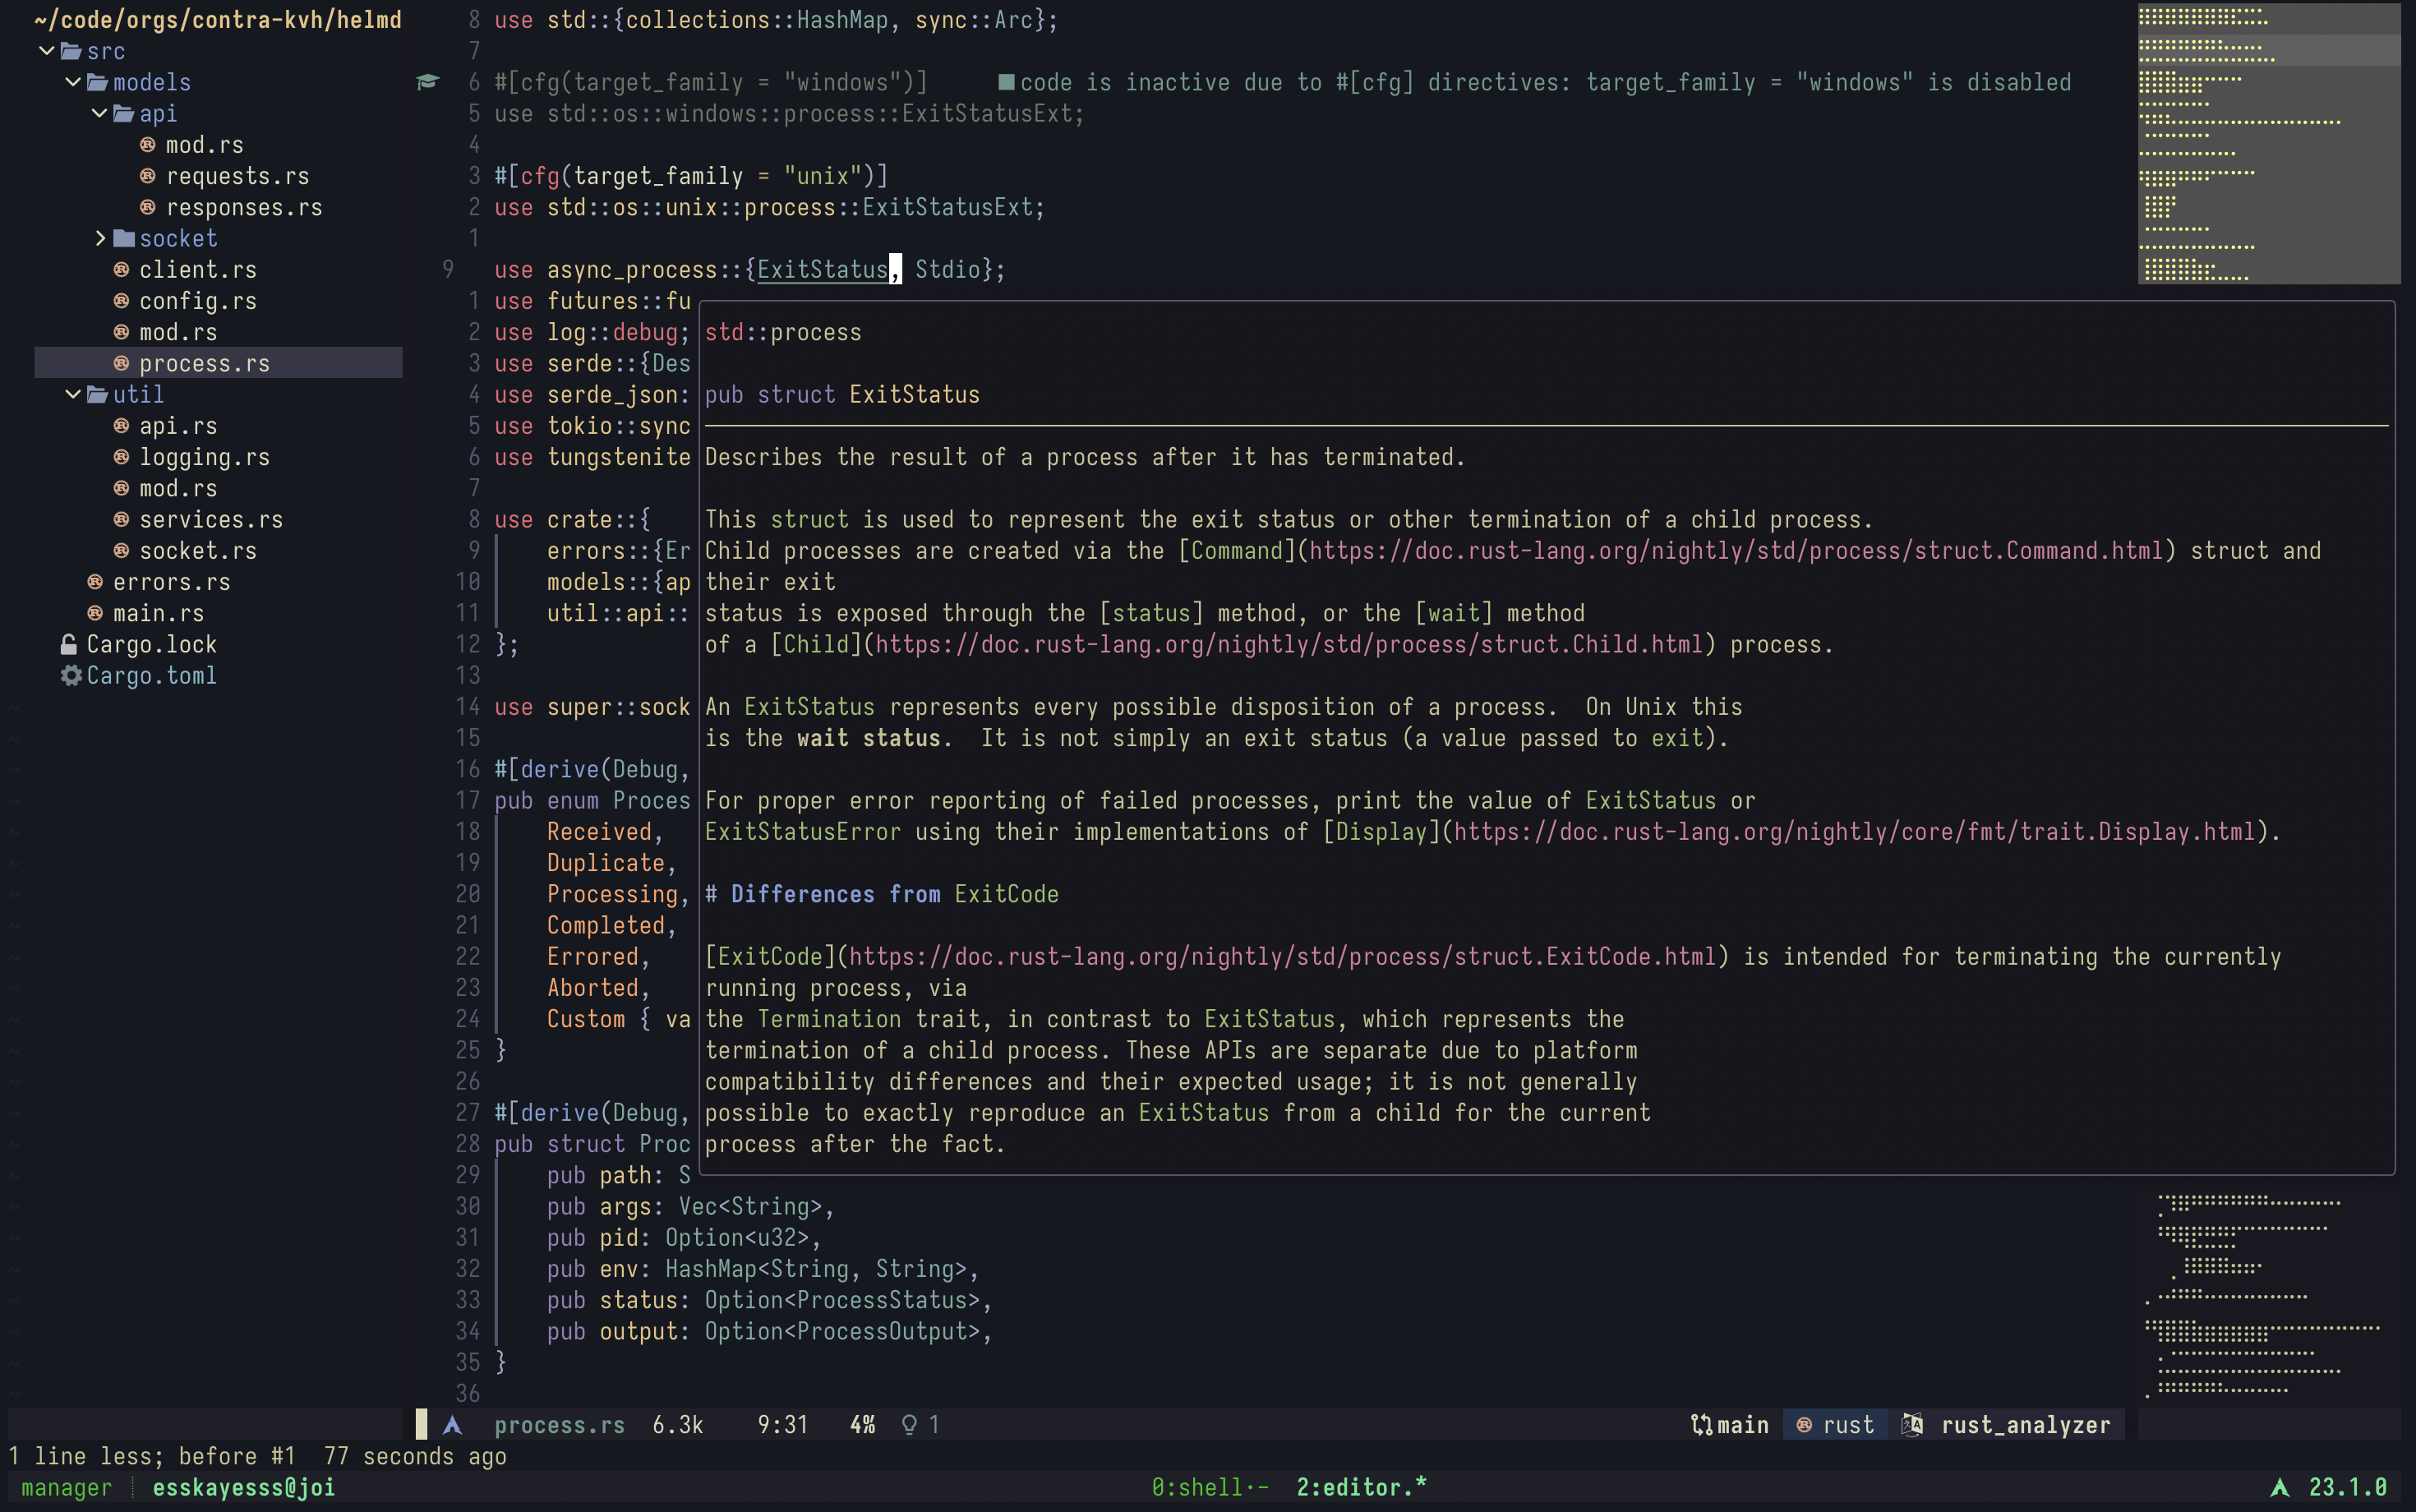 ~/code/orgs/contra-kvh/helmd
src
models
api
mod.rs
requests.rs
responses.rs
socket
client.rs
config.rs
mod.rs
process.rs
util
api.rs
logging.rs
mod.rs
services.rs
socket.rs
errors.rs
main.rs
Cargo.lock
Cargo.toml
8 use std::{collections::HashMap, sync::Arc};
7
6 #[cfg(target_family = "windows")] ■ code is inactive due to #[cfg] directives: target_family = "windows" is disabled
5 use std::os::windows::process::ExitStatusExt;
4
3 #[cfg(target_family = "unix")]
2 use std::os::unix::process::ExitStatusExt;
1
9 use async_process::{ExitStatus, Stdio};
1 use futures::fu
2 use log::debug;
3 use serde::{Des
4 use serde_json:
5 use tokio::sync
6 use tungstenite
7
8 use crate::{
9 errors::{Er
10 models::{ap
11 util::api::
12 };
13
14 use super::sock
15
16 #[derive(Debug,
17 pub enum Proces
18 Received,
19 Duplicate,
20 Processing,
21 Completed,
22 Errored,
23 Aborted,
24 Custom { va
25 }
26
27 #[derive(Debug,
28 pub struct Proc
29 pub path: S
30 pub args: Vec<String>,
31 pub pid: Option<u32>,
32 pub env: HashMap<String, String>,
33 pub status: Option<ProcessStatus>,
34 pub output: Option<ProcessOutput>,
35 }
36
std::process
pub struct ExitStatus
Describes the result of a process after it has terminated.
This struct is used to represent the exit status or other termination of a child process.
Child processes are created via the [Command](https://doc.rust-lang.org/nightly/std/process/struct.Command.html) struct and
their exit
status is exposed through the [status] method, or the [wait] method
of a [Child](https://doc.rust-lang.org/nightly/std/process/struct.Child.html) process.
An ExitStatus represents every possible disposition of a process.  On Unix this
is the wait status.  It is not simply an exit status (a value passed to exit).
For proper error reporting of failed processes, print the value of ExitStatus or
ExitStatusError using their implementations of [Display](https://doc.rust-lang.org/nightly/core/fmt/trait.Display.html).
# Differences from ExitCode
[ExitCode](https://doc.rust-lang.org/nightly/std/process/struct.ExitCode.html) is intended for terminating the currently
running process, via
the Termination trait, in contrast to ExitStatus, which represents the
termination of a child process. These APIs are separate due to platform
compatibility differences and their expected usage; it is not generally
possible to exactly reproduce an ExitStatus from a child for the current
process after the fact.
process.rs 6.3k 9:31 4% 1 main rust rust_analyzer
1 line less; before #1  77 seconds ago
manager esskayesss@joi 0:shell·- 2:editor.* 23.1.0